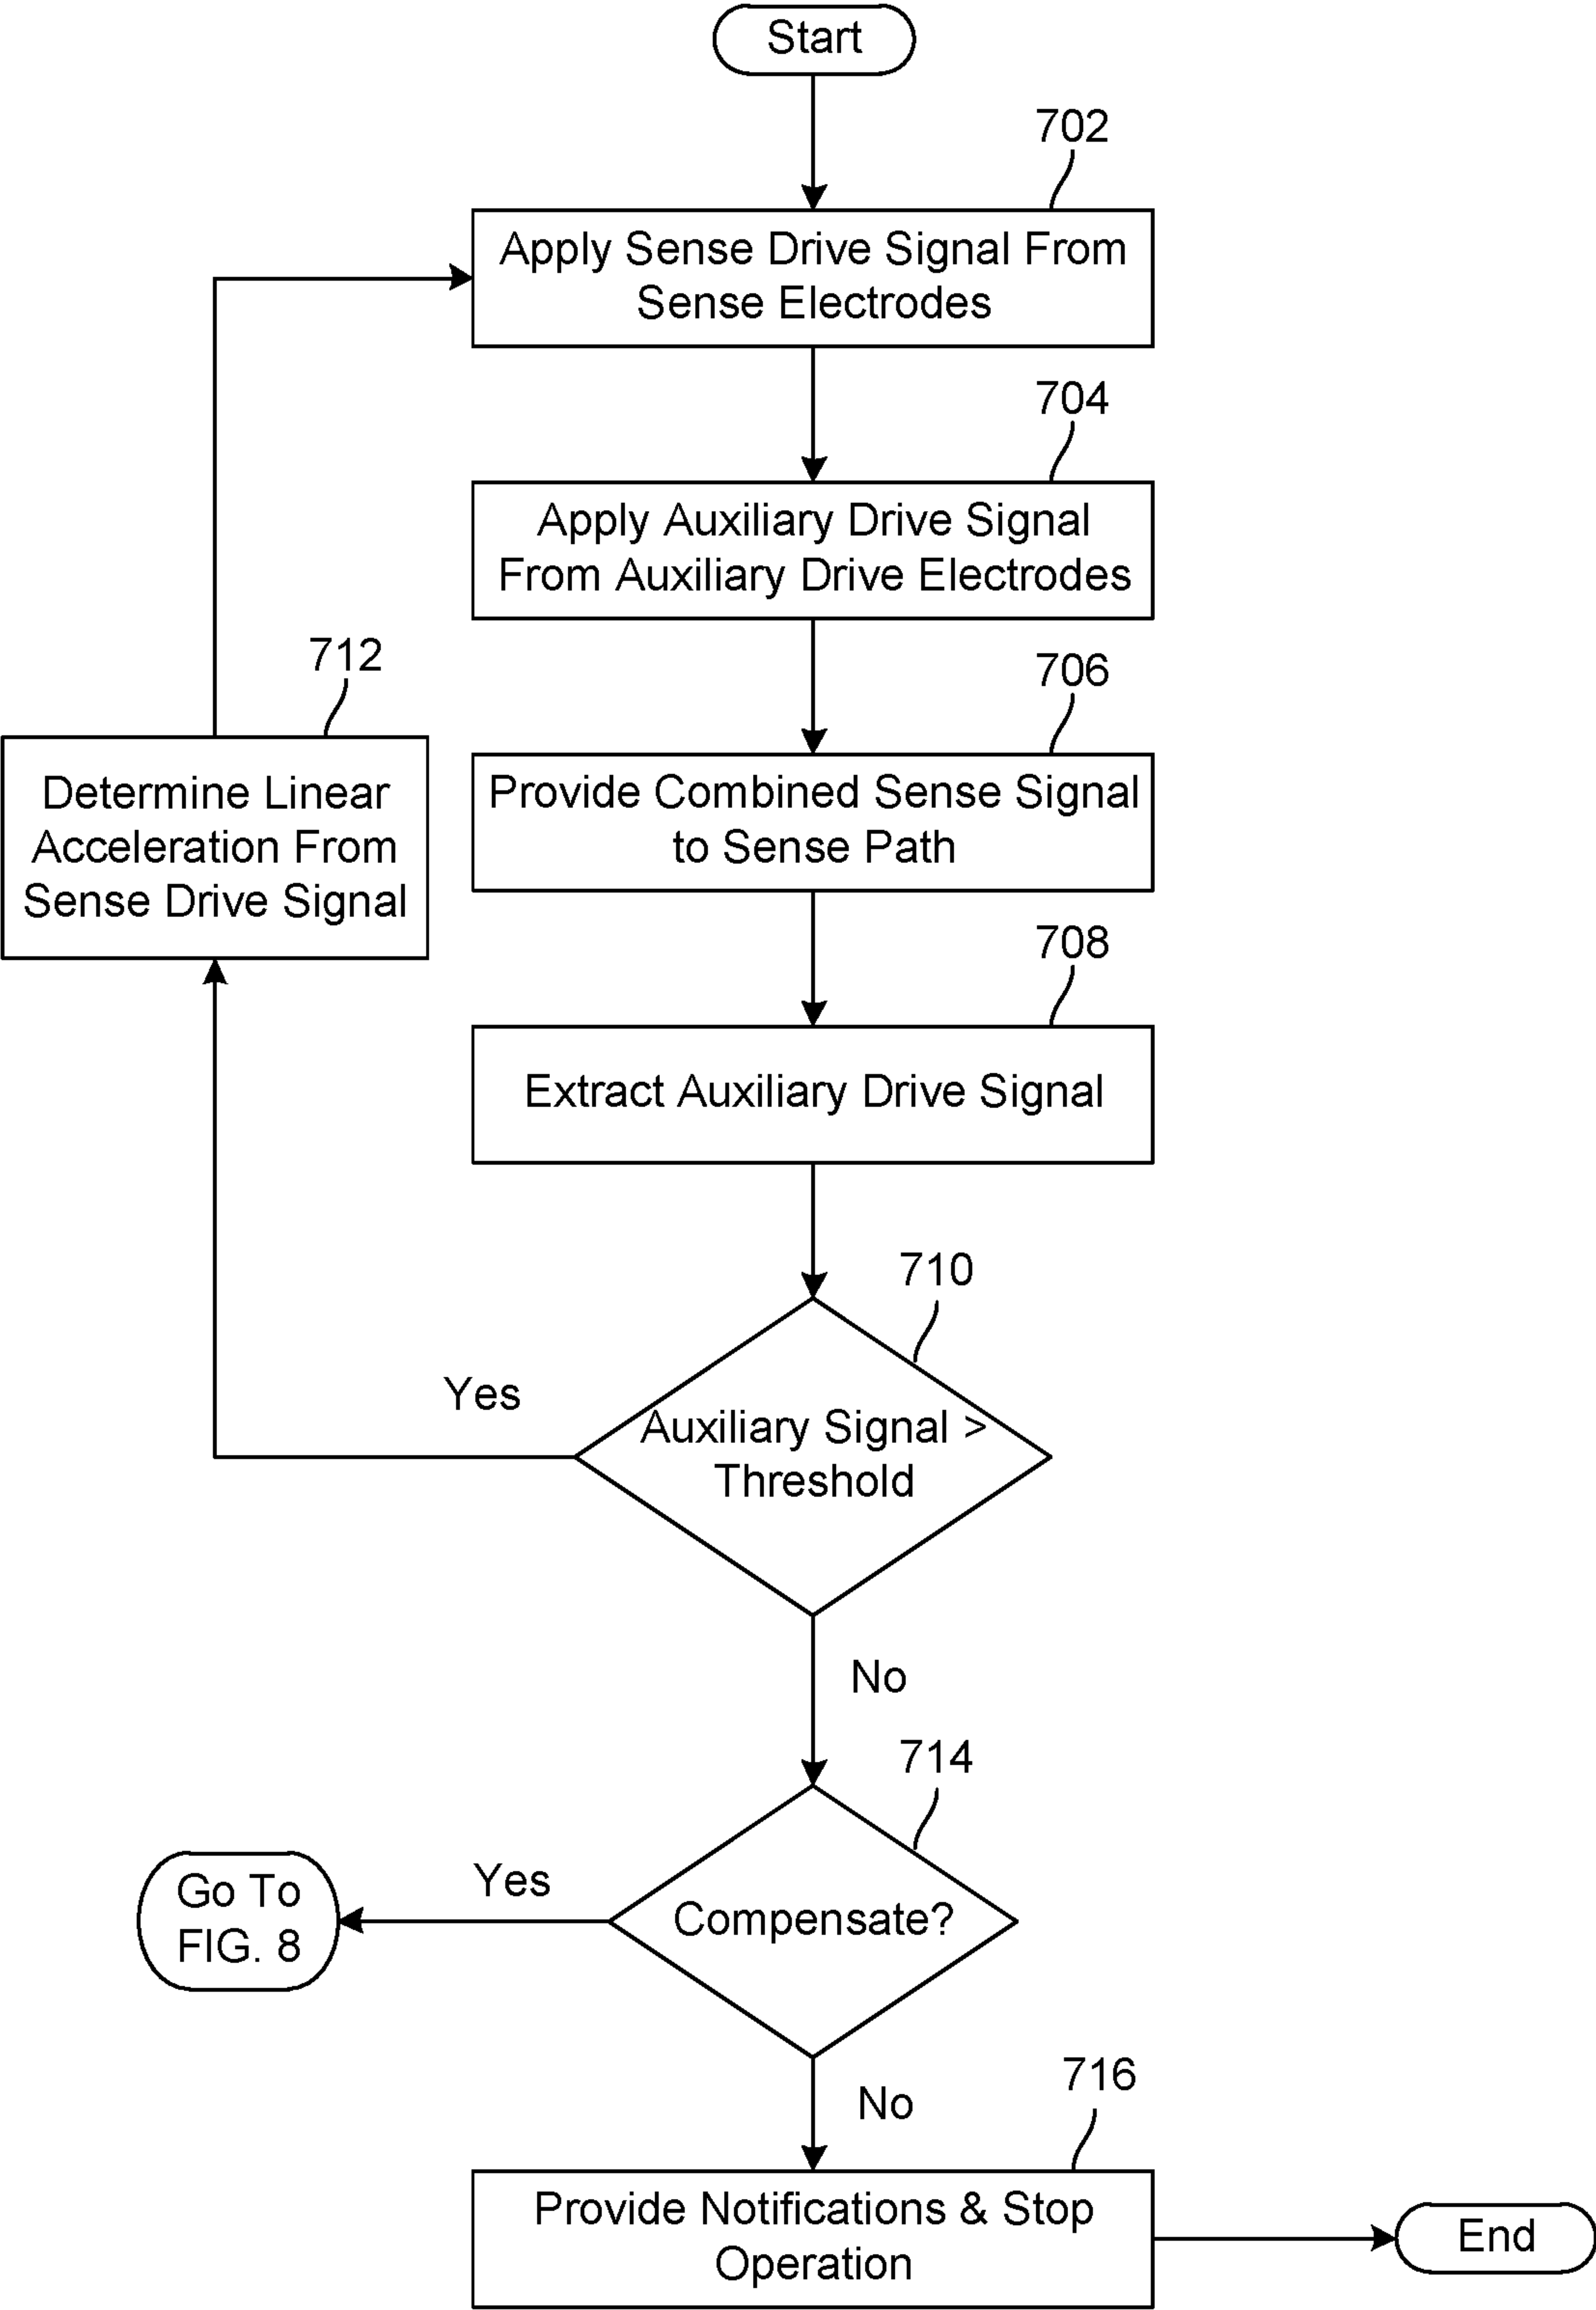 Start
702
Apply Sense Drive Signal From
Sense Electrodes
704
Apply Auxiliary Drive Signal
From Auxiliary Drive Electrodes
712
706
Determine Linear
Acceleration From
Sense Drive Signal
Provide Combined Sense Signal
to Sense Path
708
Extract Auxiliary Drive Signal
710
Yes
Auxiliary Signal >
Threshold
No
714
Yes
Go To
FIG. 8
Compensate?
No
716
Provide Notifications & Stop
Operation
End